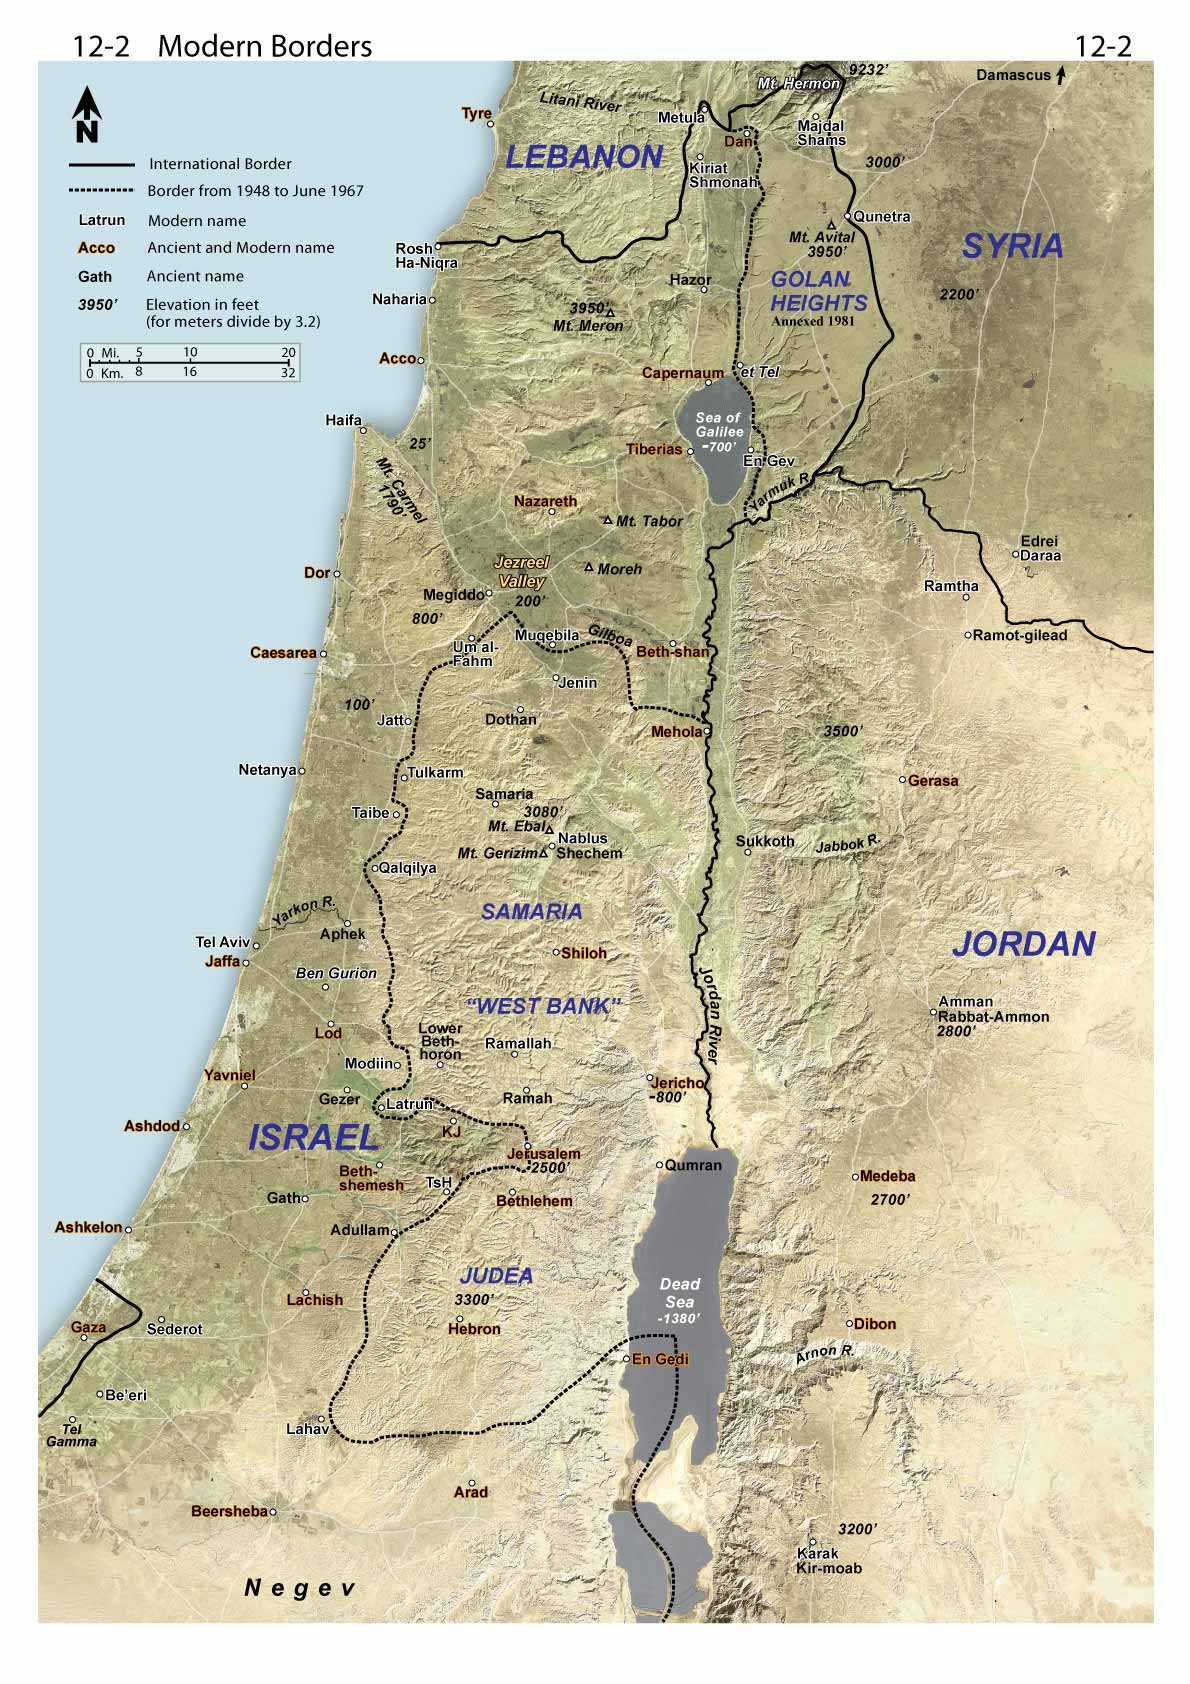 12-2 Modern Borders
12-2
N
International Border
Border from 1948 to June 1967
Latrun Modern name
Acco Ancient and Modern name
Gath Ancient name
3950' Elevation in feet
(for meters divide by 3.2)
0 Mi. 5 10 20
0 Km. 8 16 32
Damascus
9232'
Mt. Hermon
Litani River
Tyre
Metula
Majdal
Shams
Dan
LEBANON
Kiriat
Shmonah
3000'
Qunetra
Mt. Avital
3950'
SYRIA
Rosh
Ha-Niqra
Hazor
GOLAN
HEIGHTS
Annexed 1981
2200'
Naharia
3950'
Mt. Meron
Acco
Capernaum
et Tel
Haifa
Sea of
Galilee
-700'
25'
Tiberias
En Gev
Mt. Carmel
1790'
Yarmuk R.
Nazareth
Mt. Tabor
Edrei
Daraa
Jezreel
Valley
Moreh
Dor
Ramtha
Megiddo
200'
800'
Muqebila
Gilboa
Ramot-gilead
Um al-
Fahm
Beth-shan
Caesarea
Jenin
100'
Jatt
Dothan
Mehola
3500'
Netanya
Tulkarm
Gerasa
Samaria
Taibe
3080'
Mt. Ebal
Nablus
Shechem
Mt. Gerizim
Sukkoth
Jabbok R.
Qalqilya
SAMARIA
Yarkon R.
Aphek
Tel Aviv
Jaffa
Shiloh
JORDAN
Ben Gurion
Jordan River
"WEST BANK"
Amman
Rabbat-Ammon
2800'
Lod
Lower
Beth-
horon
Ramallah
Modiin
Yavniel
Jericho
-800'
Gezer
Latrun
Ramah
Ashdod
ISRAEL
KJ
Jerusalem
2500'
Qumran
Beth-
shemesh
TsH
Medeba
Gath
Bethlehem
2700'
Ashkelon
Adullam
JUDEA
Dead
Sea
-1380'
Lachish
3300'
Gaza
Sederot
Hebron
Dibon
Arnon R.
En Gedi
Be'eri
Tel
Gamma
Lahav
Arad
Beersheba
3200'
Karak
Kir-moab
Negev